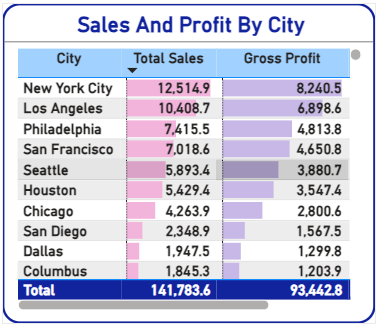 Sales And Profit By City
City Total Sales Gross Profit
New York City 12,514.9 8,240.5
Los Angeles 10,408.7 6,898.6
Philadelphia 7,415.5 4,813.8
San Francisco 7,018.6 4,650.8
Seattle 5,893.4 3,880.7
Houston 5,429.4 3,547.4
Chicago 4,263.9 2,800.6
San Diego 2,348.9 1,567.5
Dallas 1,947.5 1,299.8
Columbus 1,845.3 1,203.9
Total 141,783.6 93,442.8